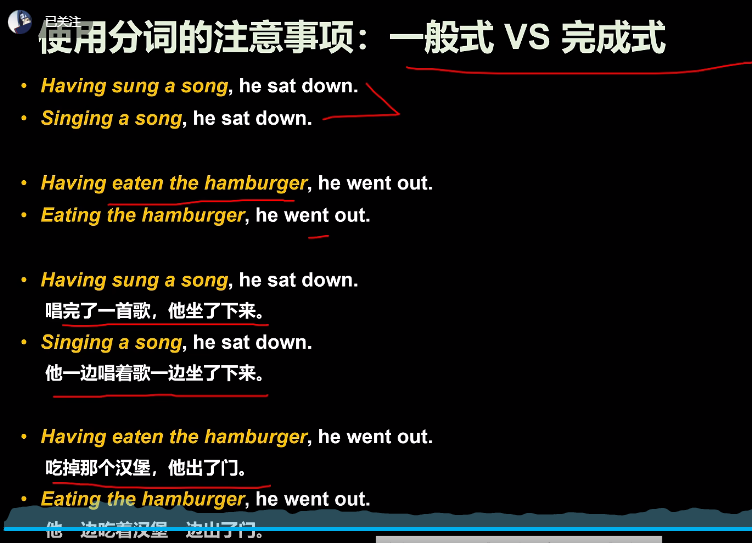 已关注
使用分词的注意事项：一般式 VS 完成式
• Having sung a song, he sat down.
• Singing a song, he sat down.
• Having eaten the hamburger, he went out.
• Eating the hamburger, he went out.
• Having sung a song, he sat down.
唱完了一首歌，他坐了下来。
• Singing a song, he sat down.
他一边唱着歌一边坐了下来。
• Having eaten the hamburger, he went out.
吃掉那个汉堡，他出了门。
• Eating the hamburger, he went out.
他一边吃着汉堡一边出了门。